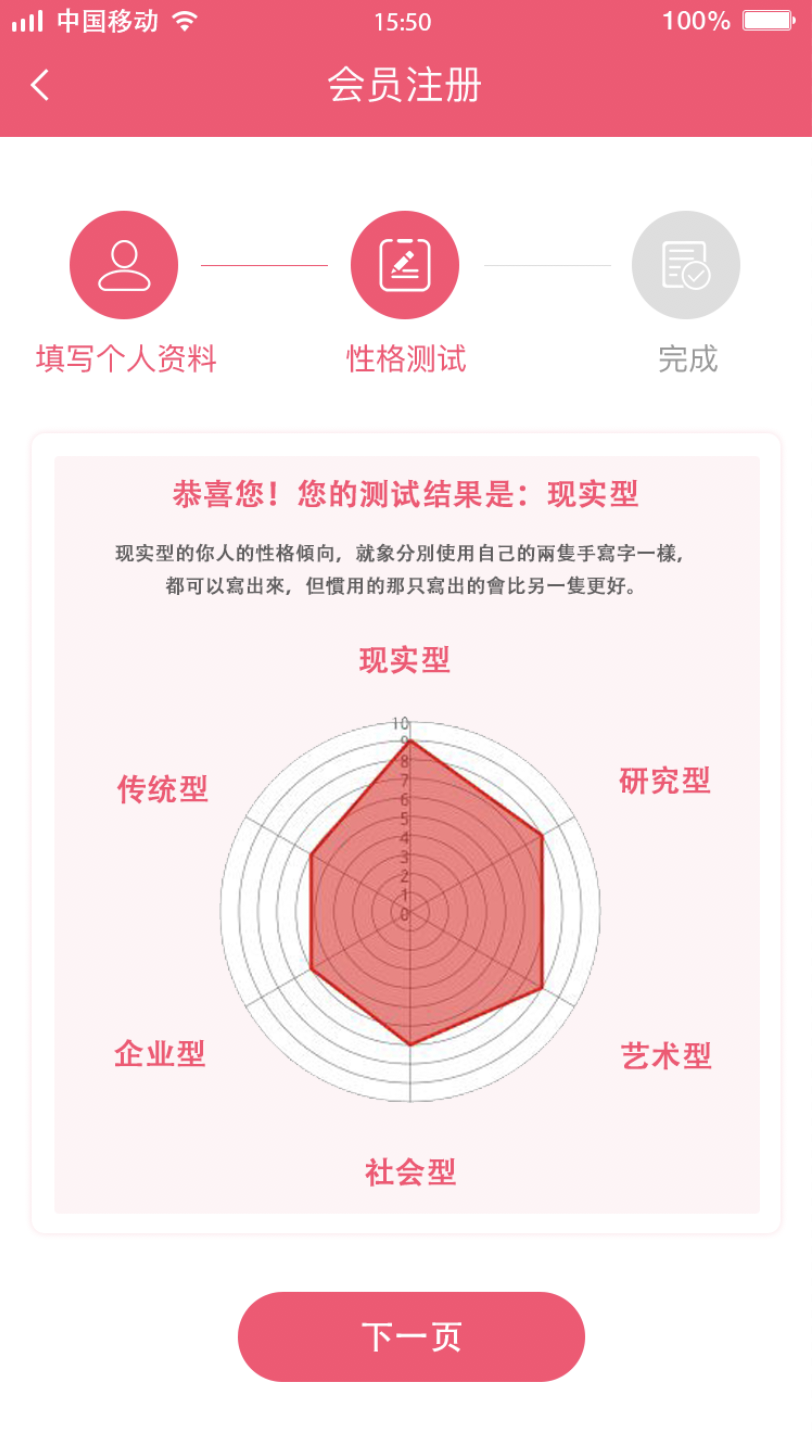 中国移动 15:50 100%
会员注册
填写个人资料 性格测试 完成
恭喜您！您的测试结果是：现实型
现实型的你人的性格倾向，就象分別使用自己的兩隻手寫字一樣，
都可以寫出來，但慣用的那只寫出的會比另一隻更好。
现实型
传统型 研究型
10
9
8
7
6
5
4
3
2
1
0
企业型 艺术型
社会型
下一页